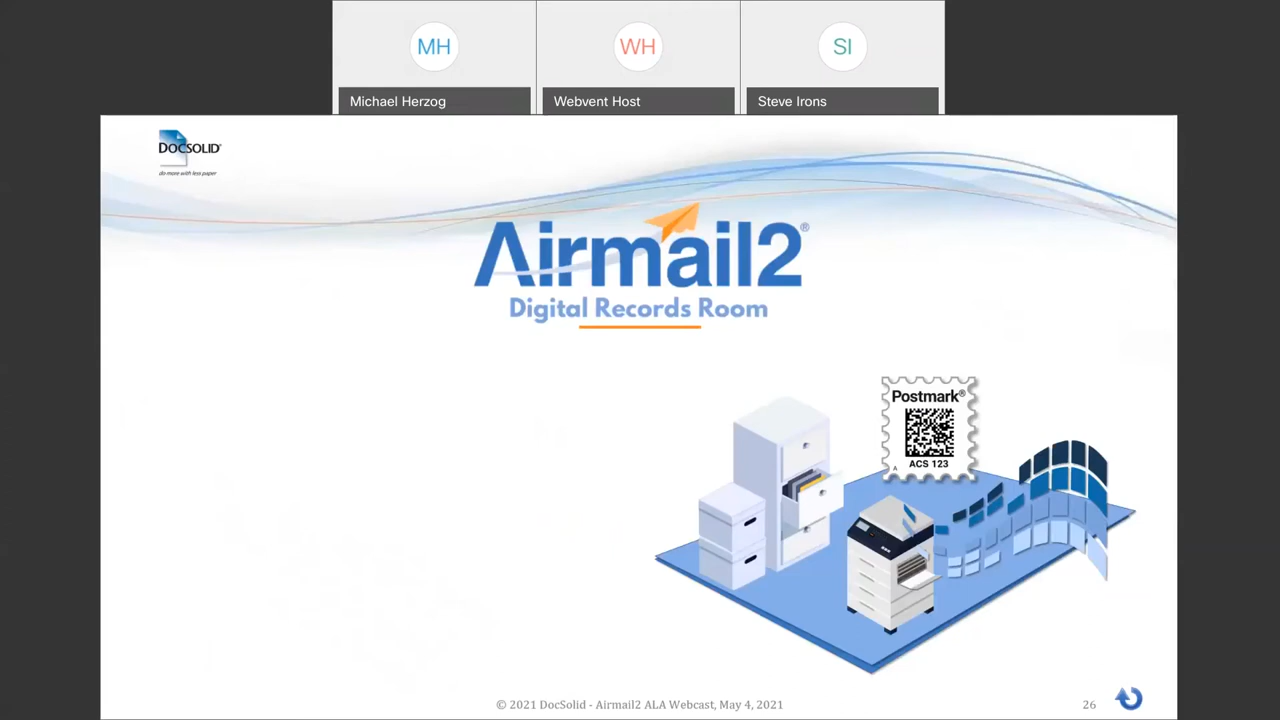 MH
WH
SI
Michael Herzog
Webvent Host
Steve Irons
DOCSOLID®
do more with less paper
Airmail2®
Digital Records Room
Postmark®
A
ACS 123
© 2021 DocSolid - Airmail2 ALA Webcast, May 4, 2021
26